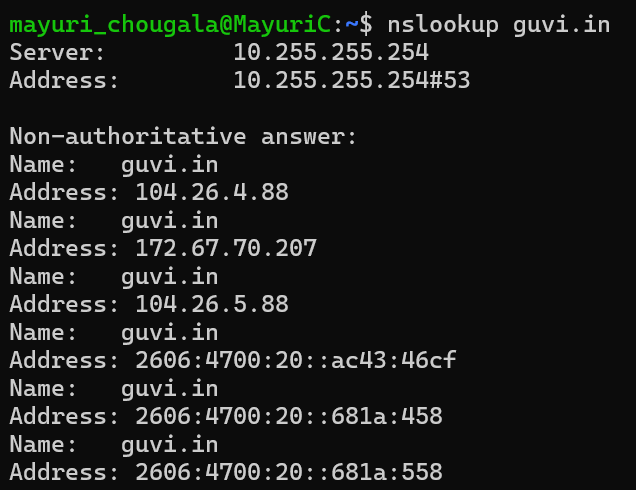 mayuri_chougala@MayuriC:~$ nslookup guvi.in
Server:         10.255.255.254
Address:        10.255.255.254#53

Non-authoritative answer:
Name:   guvi.in
Address: 104.26.4.88
Name:   guvi.in
Address: 172.67.70.207
Name:   guvi.in
Address: 104.26.5.88
Name:   guvi.in
Address: 2606:4700:20::ac43:46cf
Name:   guvi.in
Address: 2606:4700:20::681a:458
Name:   guvi.in
Address: 2606:4700:20::681a:558